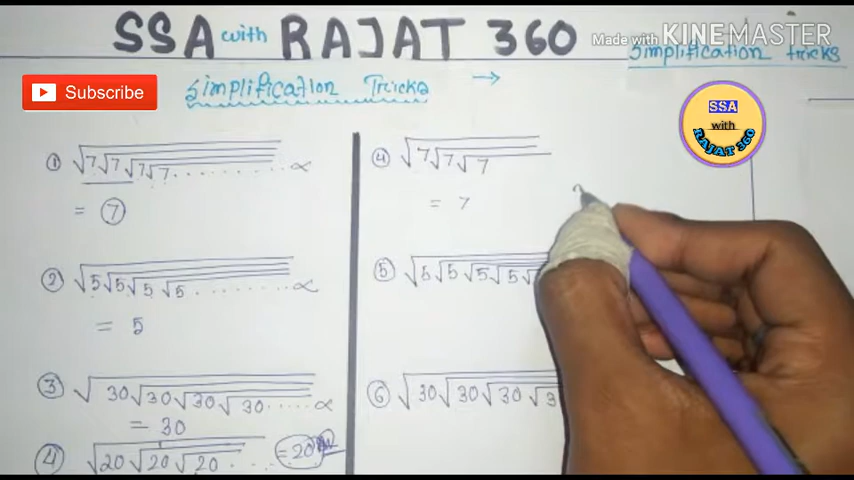 SSA with RAJAT 360
Made with KINEMASTER
Simplification tricks
Subscribe
Simplification Tricks →
SSA
with
RAJAT 360
① √7√7√7√7........∝
= 7
② √5√5√5√5........∝
= 5
③ √30√30√30√30.....∝
= 30
④ √20√20√20...
= 20
④ √7√7√7
= 7
⑤ √5√5√5√5√
⑥ √30√30√30√3